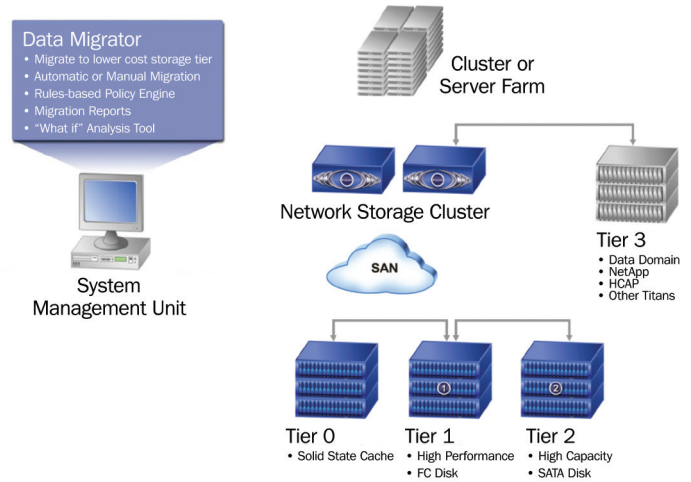 Data Migrator
• Migrate to lower cost storage tier
• Automatic or Manual Migration
• Rules-based Policy Engine
• Migration Reports
• “What if” Analysis Tool
System
Management Unit
Cluster or
Server Farm
Network Storage Cluster
Tier 3
• Data Domain
• NetApp
• HCAP
• Other Titans
SAN
1
2
Tier 0
• Solid State Cache
Tier 1
• High Performance
• FC Disk
Tier 2
• High Capacity
• SATA Disk